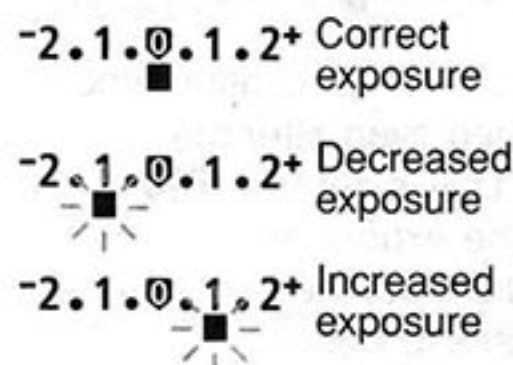 -2.1.0.1.2+ Correct
exposure
-2.1.0.1.2+ Decreased
exposure
-2.1.0.1.2+ Increased
exposure